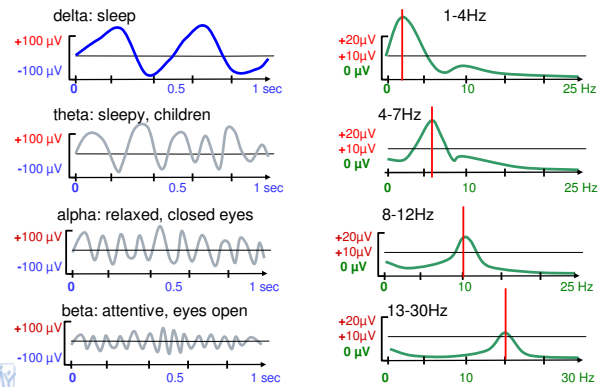 delta: sleep
+100 µV
-100 µV
0 0.5 1 sec
1-4Hz
+20µV
+10µV
0 µV
0 10 25 Hz
theta: sleepy, children
+100 µV
-100 µV
0 0.5 1 sec
4-7Hz
+20µV
+10µV
0 µV
0 10 25 Hz
alpha: relaxed, closed eyes
+100 µV
-100 µV
0 0.5 1 sec
8-12Hz
+20µV
+10µV
0 µV
0 10 25 Hz
beta: attentive, eyes open
+100 µV
-100 µV
0 0.5 1 sec
13-30Hz
+20µV
+10µV
0 µV
0 10 15 30 Hz